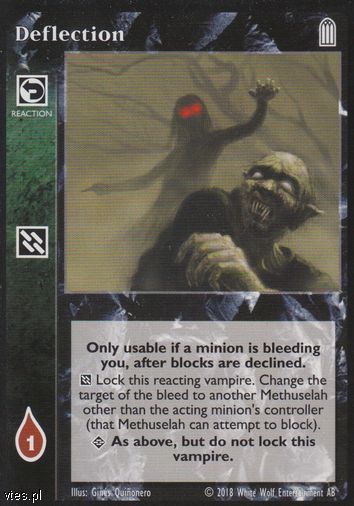 Deflection
REACTION
Only usable if a minion is bleeding
you, after blocks are declined.
Lock this reacting vampire. Change the
target of the bleed to another Methuselah
other than the acting minion's controller
(that Methuselah can attempt to block).
As above, but do not lock this
vampire.
1
vtes.pl
Illus: Ginés Quiñonero
© 2018 White Wolf Entertainment AB